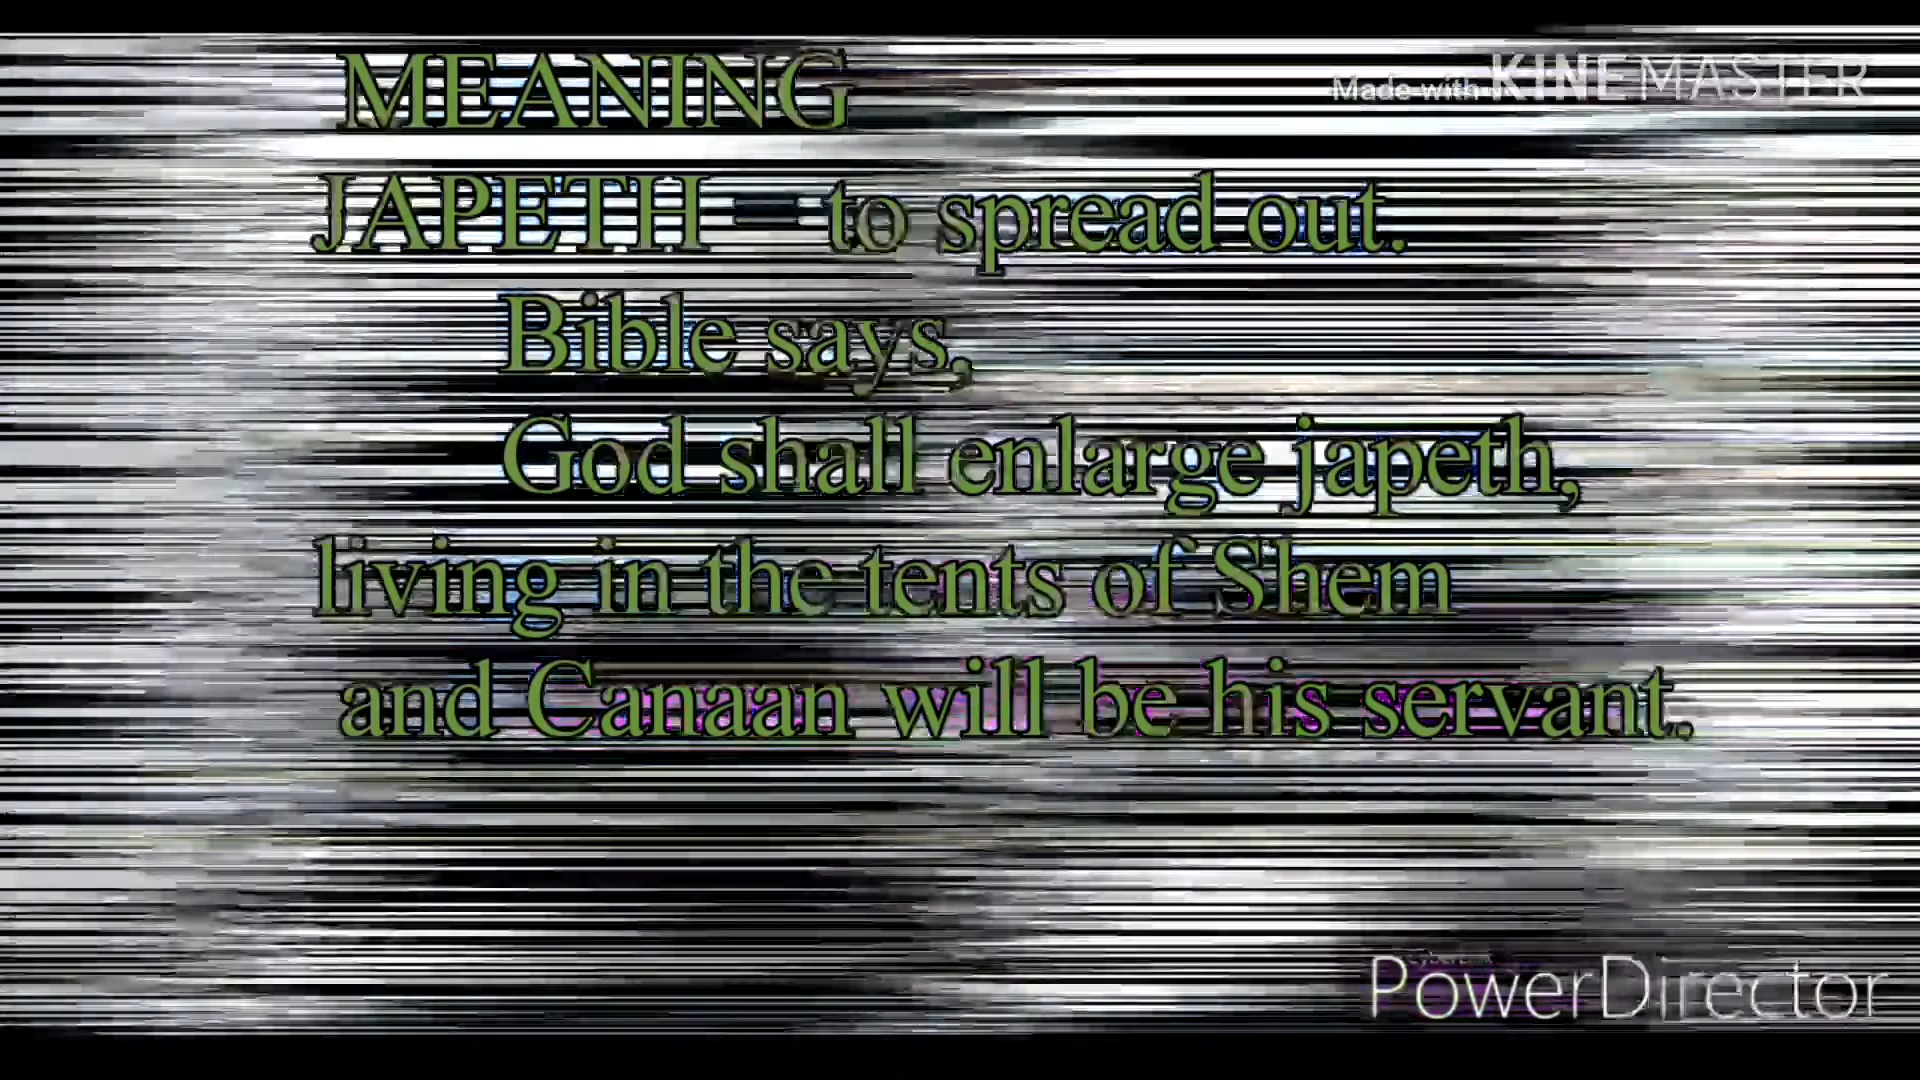 MEANING
Made with KINEMASTER
JAPETH - to spread out.
Bible says,
God shall enlarge japeth,
living in the tents of Shem
and Canaan will be his servant.
CyberLink
PowerDirector